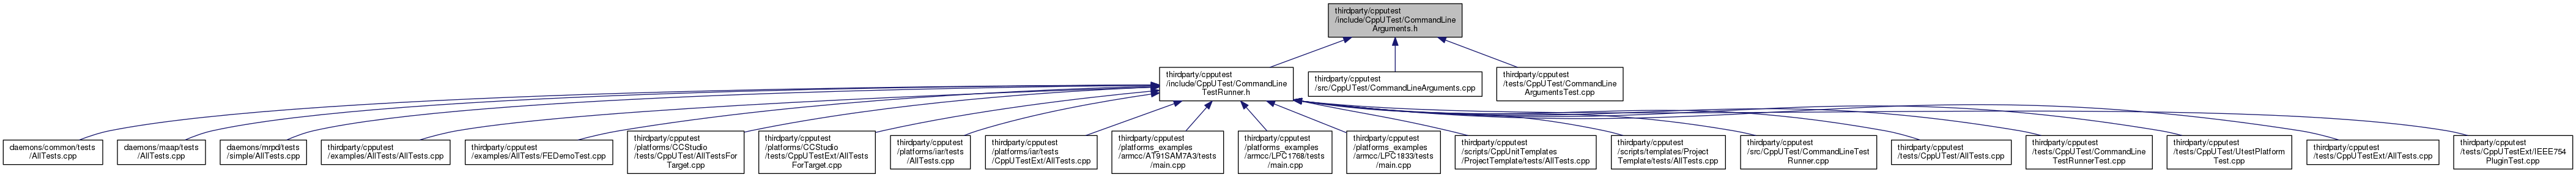 thirdparty/cpputest
/include/CppUTest/CommandLine
Arguments.h
thirdparty/cpputest
/include/CppUTest/CommandLine
TestRunner.h
thirdparty/cpputest
/src/CppUTest/CommandLineArguments.cpp
thirdparty/cpputest
/tests/CppUTest/CommandLine
ArgumentsTest.cpp
daemons/common/tests
/AllTests.cpp
daemons/maap/tests
/AllTests.cpp
daemons/mrpd/tests
/simple/AllTests.cpp
thirdparty/cpputest
/examples/AllTests/AllTests.cpp
thirdparty/cpputest
/examples/AllTests/FEDemoTest.cpp
thirdparty/cpputest
/platforms/CCStudio
/tests/CppUTest/AllTestsFor
Target.cpp
thirdparty/cpputest
/platforms/CCStudio
/tests/CppUTestExt/AllTests
ForTarget.cpp
thirdparty/cpputest
/platforms/iar/tests
/AllTests.cpp
thirdparty/cpputest
/platforms/iar/tests
/CppUTestExt/AllTests.cpp
thirdparty/cpputest
/platforms_examples
/armcc/AT91SAM7A3/tests
/main.cpp
thirdparty/cpputest
/platforms_examples
/armcc/LPC1768/tests
/main.cpp
thirdparty/cpputest
/platforms_examples
/armcc/LPC1833/tests
/main.cpp
thirdparty/cpputest
/scripts/CppUnitTemplates
/ProjectTemplate/tests/AllTests.cpp
thirdparty/cpputest
/scripts/templates/Project
Template/tests/AllTests.cpp
thirdparty/cpputest
/src/CppUTest/CommandLineTest
Runner.cpp
thirdparty/cpputest
/tests/CppUTest/AllTests.cpp
thirdparty/cpputest
/tests/CppUTest/CommandLine
TestRunnerTest.cpp
thirdparty/cpputest
/tests/CppUTest/UtestPlatform
Test.cpp
thirdparty/cpputest
/tests/CppUTestExt/AllTests.cpp
thirdparty/cpputest
/tests/CppUTestExt/IEEE754
PluginTest.cpp